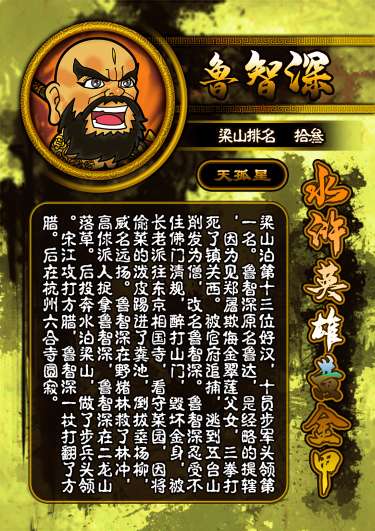 鲁智深
梁山排名 拾叁
天孤星
水浒英雄黄金甲
梁山泊第十三位好汉，十员步军头领第
一名。鲁智深原名鲁达，是经略的提辖
，因为见郑屠欺侮金翠莲父女，三拳打
死了镇关西。被官府追捕，逃到五台山
削发为僧，改名鲁智深。鲁智深忍受不
住佛门清规，醉打山门，毁坏金身，被
长老派往东京相国寺，看守菜园，因将
偷菜的泼皮踢进了粪池，倒拔垂杨柳，
威名远扬。鲁智深在野猪林救了林冲，
高俅派人捉拿鲁智深，鲁智深在二龙山
落草。后投奔水泊梁山，做了步兵头领
。宋江攻打方腊，鲁智深一杖打翻了方
腊。后在杭州六合寺圆寂。